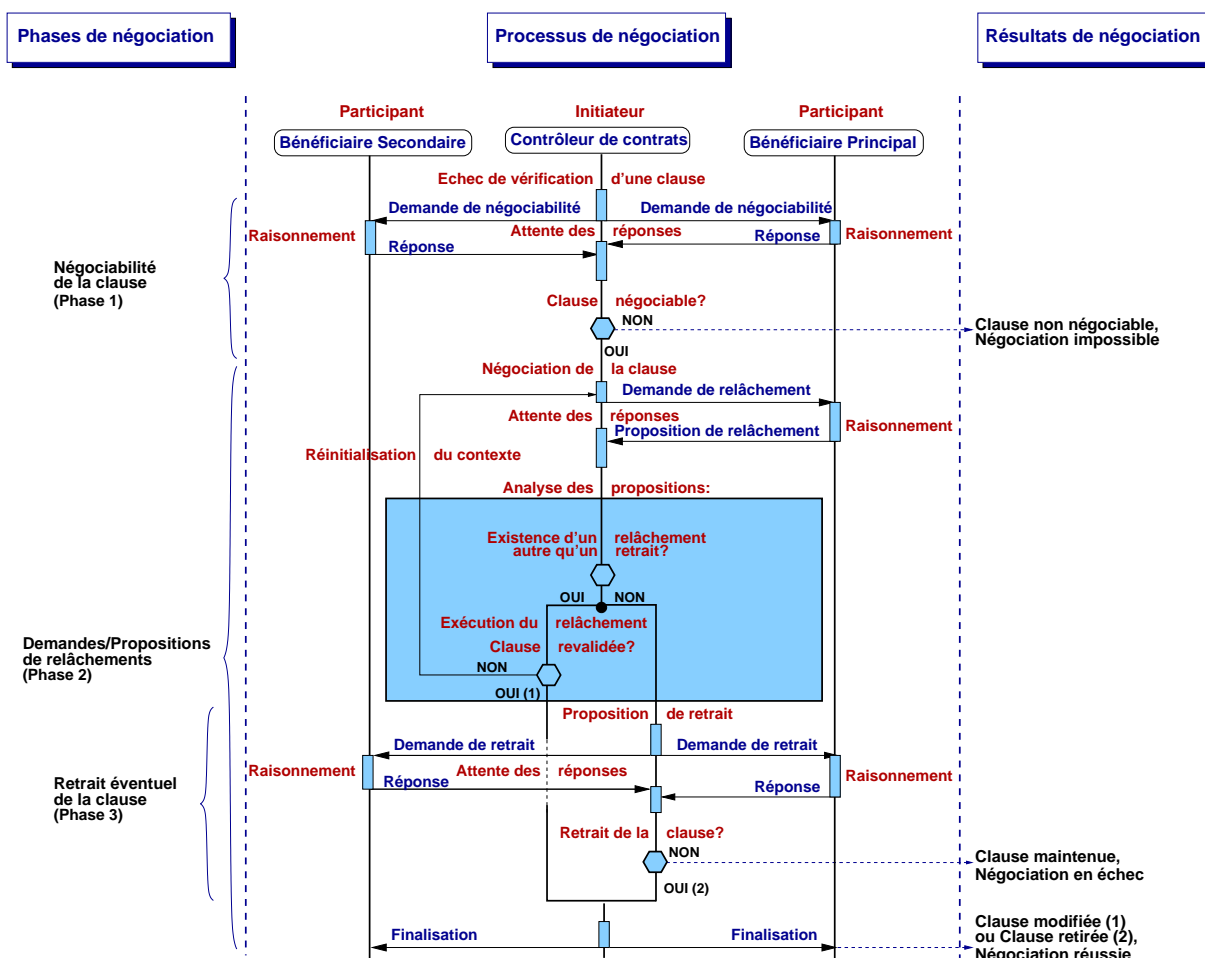 Phases de négociation
Processus de négociation
Résultats de négociation
Participant
Initiateur
Participant
Bénéficiaire Secondaire
Contrôleur de contrats
Bénéficiaire Principal
Echec de vérification d'une clause
Demande de négociabilité
Demande de négociabilité
Raisonnement
Attente des réponses
Réponse
Raisonnement
Réponse
Négociabilité
de la clause
(Phase 1)
Clause négociable?
NON
Clause non négociable,
Négociation impossible
OUI
Négociation de la clause
Demande de relâchement
Attente des réponses
Raisonnement
Proposition de relâchement
Réinitialisation du contexte
Analyse des propositions:
Existence d'un relâchement
autre qu'un retrait?
OUI
NON
Exécution du relâchement
Clause revalidée?
NON
OUI (1)
Demandes/Propositions
de relâchements
(Phase 2)
Proposition de retrait
Demande de retrait
Demande de retrait
Raisonnement
Attente des réponses
Raisonnement
Réponse
Réponse
Retrait éventuel
de la clause
(Phase 3)
Retrait de la clause?
NON
Clause maintenue,
Négociation en échec
OUI (2)
Finalisation
Finalisation
Clause modifiée (1)
ou Clause retirée (2),
Négociation réussie